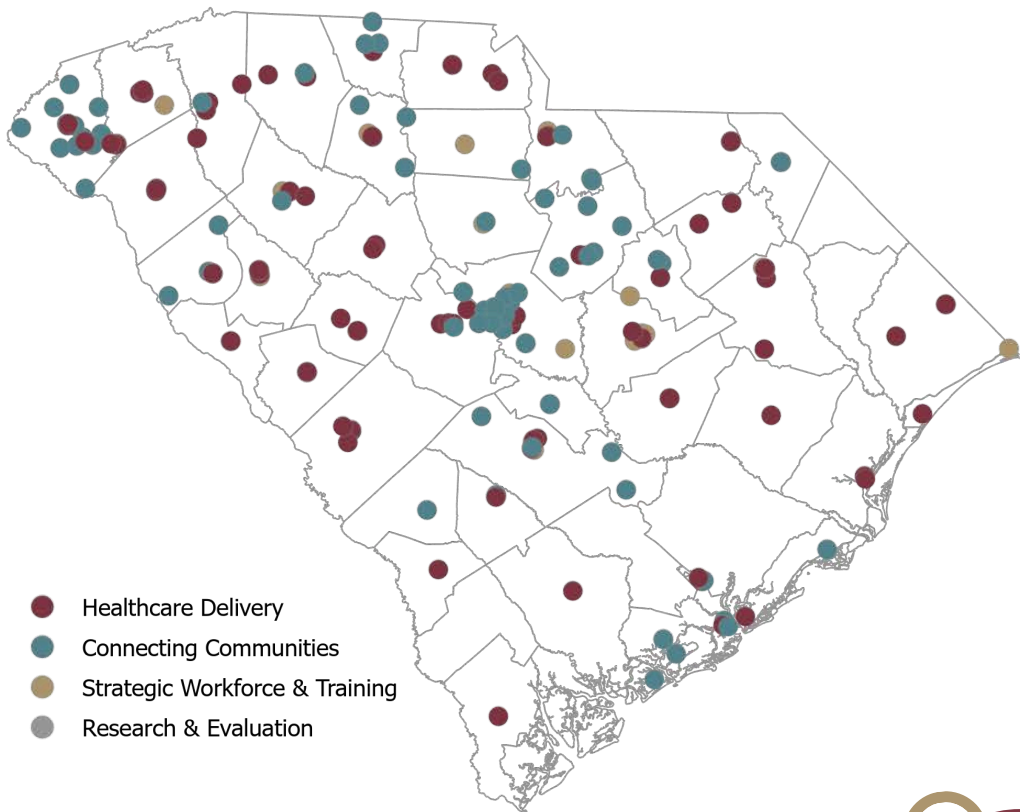 Healthcare Delivery
Connecting Communities
Strategic Workforce & Training
Research & Evaluation